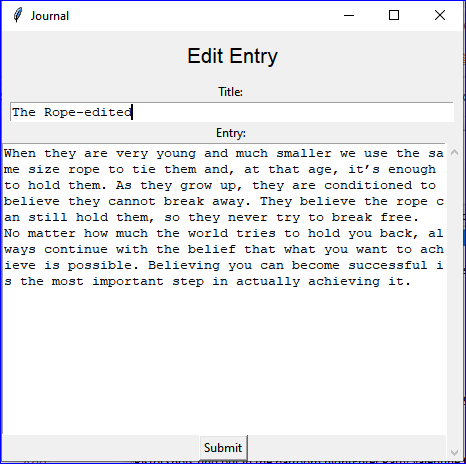 Journal
Edit Entry
Title:
The Rope-edited
Entry:
When they are very young and much smaller we use the sa
me size rope to tie them and, at that age, it’s enough
to hold them. As they grow up, they are conditioned to
believe they cannot break away. They believe the rope c
an still hold them, so they never try to break free.
No matter how much the world tries to hold you back, al
ways continue with the belief that what you want to ach
ieve is possible. Believing you can become successful i
s the most important step in actually achieving it.
Submit